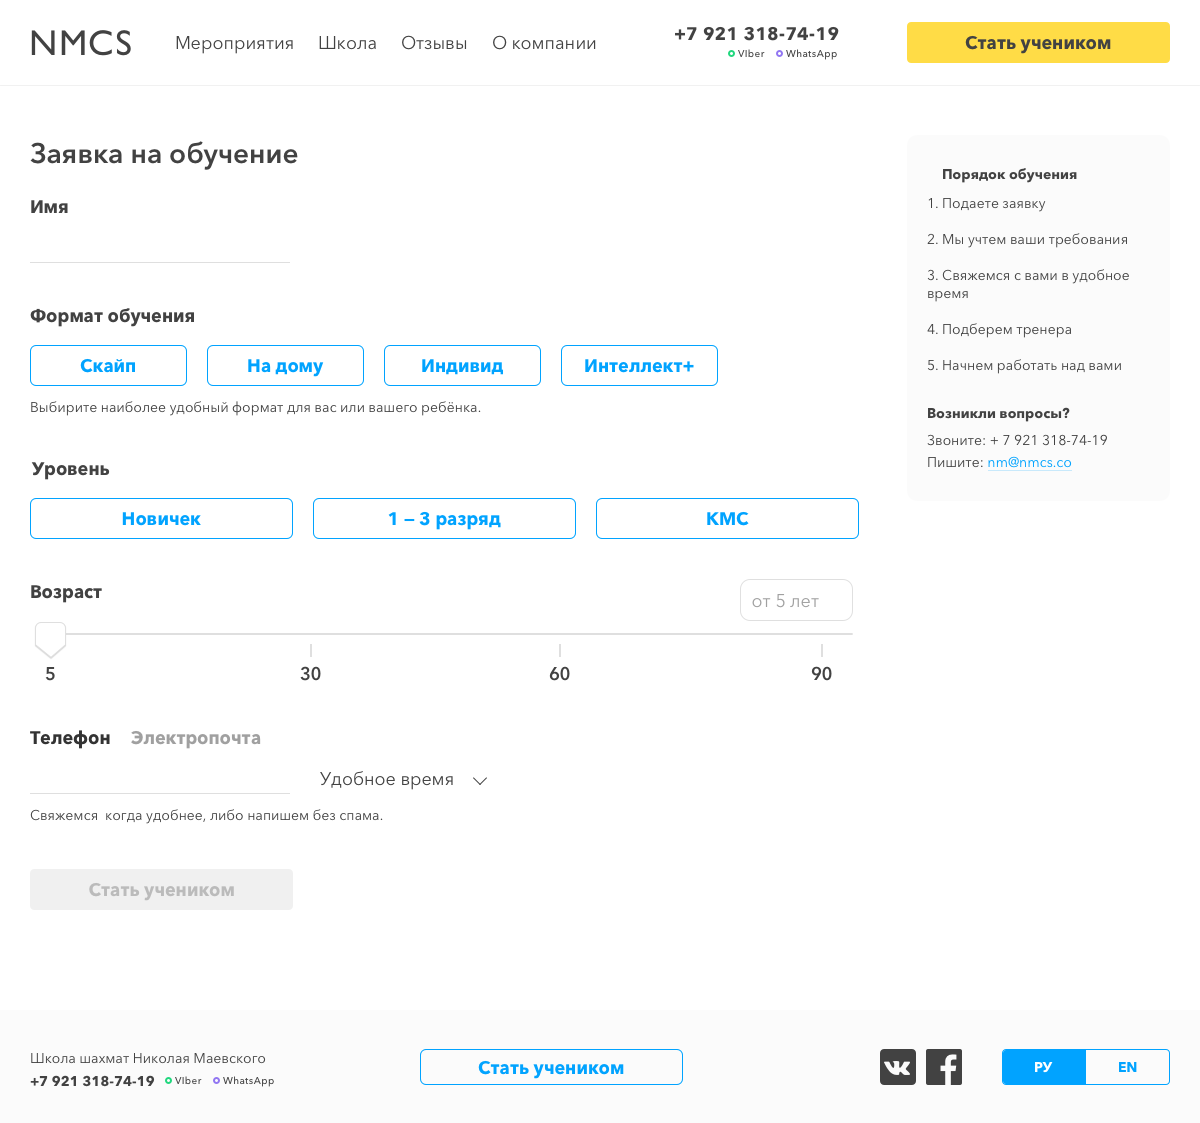 NMCS
Мероприятия Школа Отзывы О компании
+7 921 318-74-19
VIber WhatsApp
Стать учеником
Заявка на обучение
Имя
Формат обучения
Скайп На дому Индивид Интеллект+
Выбирите наиболее удобный формат для вас или вашего ребёнка.
Уровень
Новичек 1 – 3 разряд КМС
Возраст
от 5 лет
5 30 60 90
Телефон Электропочта
Удобное время
Свяжемся когда удобнее, либо напишем без спама.
Стать учеником
Порядок обучения
1. Подаете заявку
2. Мы учтем ваши требования
3. Свяжемся с вами в удобное
время
4. Подберем тренера
5. Начнем работать над вами
Возникли вопросы?
Звоните: + 7 921 318-74-19
Пишите: nm@nmcs.co
Школа шахмат Николая Маевского
+7 921 318-74-19 VIber WhatsApp
Стать учеником
РУ EN